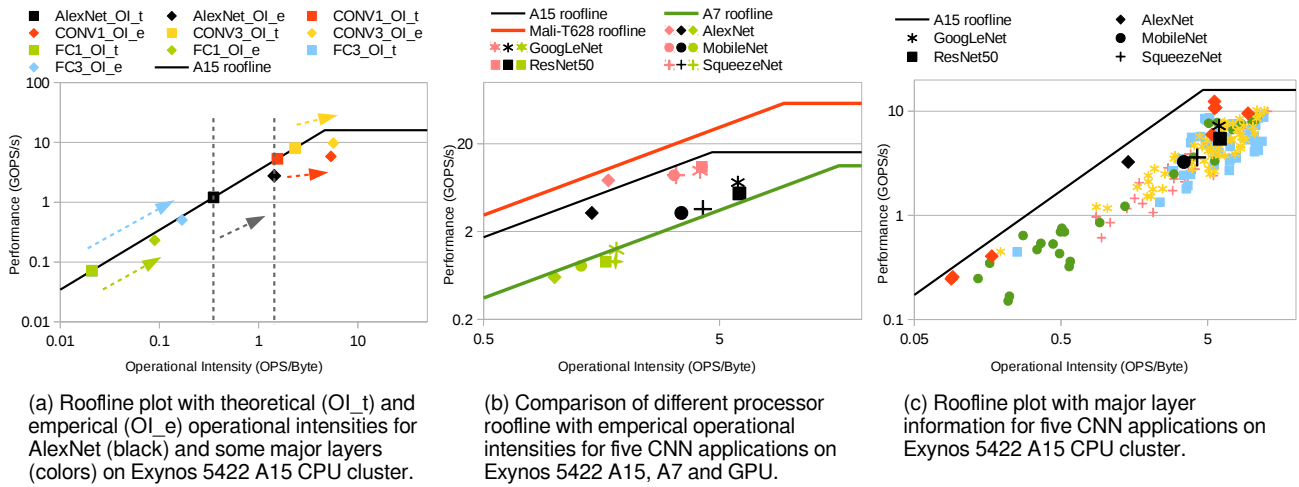 AlexNet_OI_t
AlexNet_OI_e
CONV1_OI_t
CONV1_OI_e
CONV3_OI_t
CONV3_OI_e
FC1_OI_t
FC1_OI_e
FC3_OI_t
FC3_OI_e
A15 roofline
Performance (GOPS/s)
100
10
1
0.1
0.01
0.01
0.1
1
10
Operational Intensity (OPS/Byte)
(a) Roofline plot with theoretical (OI_t) and
emperical (OI_e) operational intensities for
AlexNet (black) and some major layers
(colors) on Exynos 5422 A15 CPU cluster.
A15 roofline
A7 roofline
Mali-T628 roofline
AlexNet
GoogLeNet
MobileNet
ResNet50
SqueezeNet
Performance (GOPS/s)
20
2
0.2
0.5
5
Operational Intensity (OPS/Byte)
(b) Comparison of different processor
roofline with emperical operational
intensities for five CNN applications on
Exynos 5422 A15, A7 and GPU.
A15 roofline
AlexNet
GoogLeNet
MobileNet
ResNet50
SqueezeNet
Performance (GOPS/s)
10
1
0.1
0.05
0.5
5
Operational Intensity (OPS/Byte)
(c) Roofline plot with major layer
information for five CNN applications on
Exynos 5422 A15 CPU cluster.